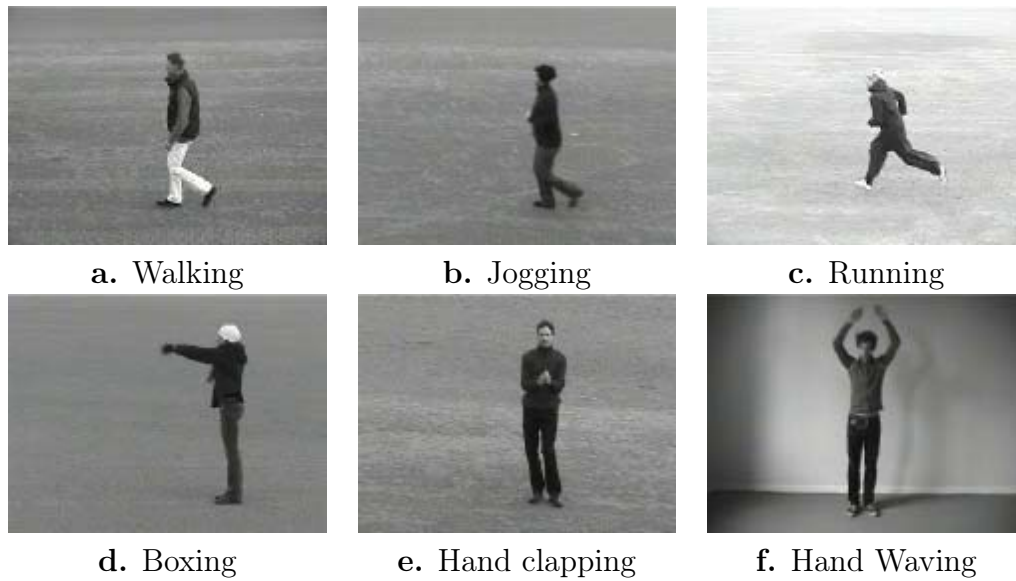 a. Walking
b. Jogging
c. Running
d. Boxing
e. Hand clapping
f. Hand Waving